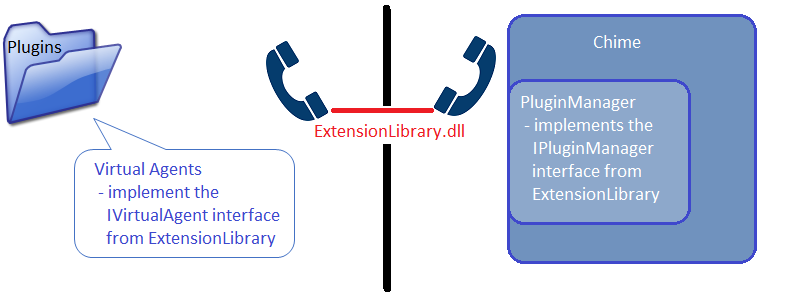 Plugins
Virtual Agents
- implement the
IVirtualAgent interface
from ExtensionLibrary
ExtensionLibrary.dll
Chime
PluginManager
- implements the
IPluginManager
interface from
ExtensionLibrary